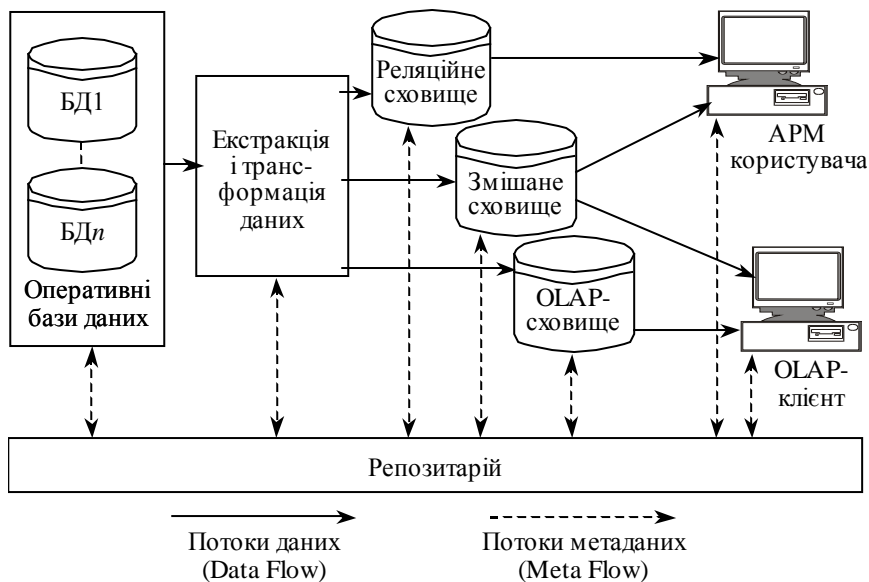 БД1
БДn
Оперативні
бази даних
Екстракція
і транс-
формація
даних
Реляційне
сховище
Змішане
сховище
OLAP-
сховище
АРМ
користувача
OLAP-
клієнт
Репозитарій
Потоки даних
(Data Flow)
Потоки метаданих
(Meta Flow)